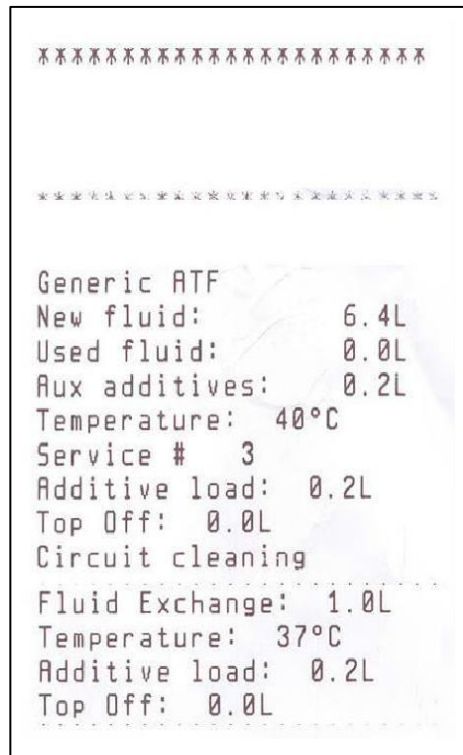 ************************
************************
Generic ATF
New fluid: 6.4L
Used fluid: 0.0L
Aux additives: 0.2L
Temperature: 40°C
Service # 3
Additive load: 0.2L
Top Off: 0.0L
Circuit cleaning
Fluid Exchange: 1.0L
Temperature: 37°C
Additive load: 0.2L
Top Off: 0.0L